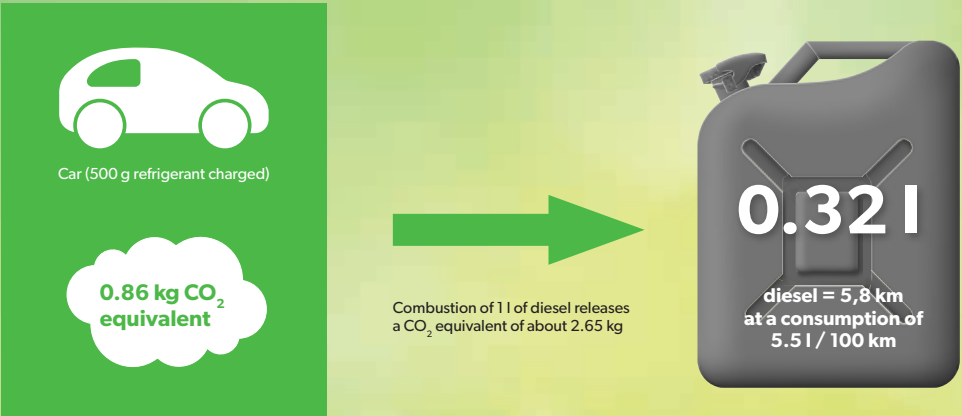 Car (500 g refrigerant charged)
0.86 kg CO₂
equivalent
Combustion of 1 l of diesel releases
a CO₂ equivalent of about 2.65 kg
0.32 l
diesel = 5,8 km
at a consumption of
5.5 l / 100 km